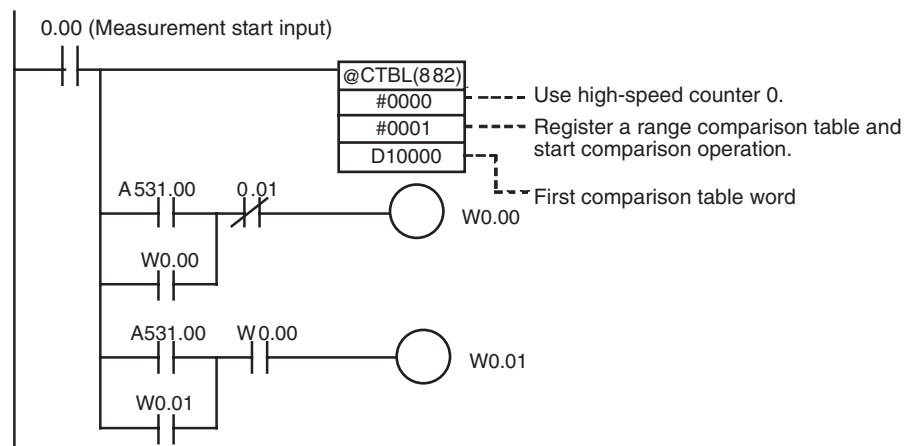 0.00 (Measurement start input)
@CTBL(882)
#0000
Use high-speed counter 0.
#0001
Register a range comparison table and
start comparison operation.
D10000
First comparison table word
A531.00
0.01
W0.00
W0.00
A531.00
W0.00
W0.01
W0.01